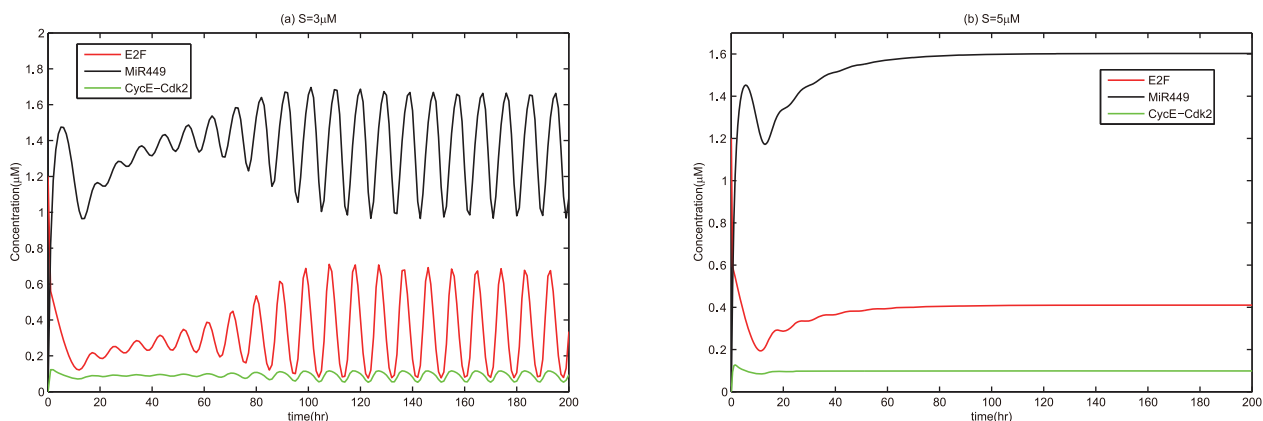 (a) S=3μM
2
1.8
1.6
1.4
1.2
1
0.8
0.6
0.4
0.2
0
Concentration(μM)
E2F
MiR449
CycE−Cdk2
0 20 40 60 80 100 120 140 160 180 200
time(hr)
(b) S=5μM
1.6
1.4
1.2
1
0.8
0.6
0.4
0.2
0
Concentration(μM)
E2F
MiR449
CycE−Cdk2
0 20 40 60 80 100 120 140 160 180 200
time(hr)